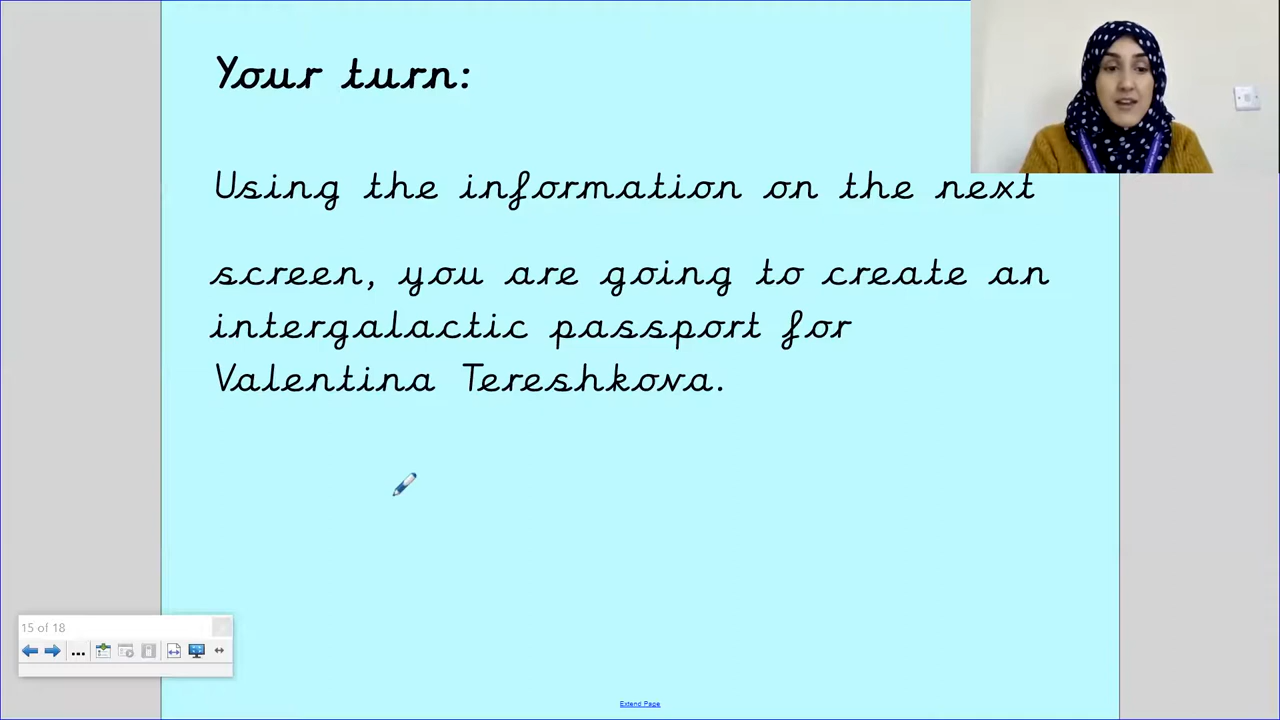 Your turn:
Using the information on the next
screen, you are going to create an
intergalactic passport for
Valentina Tereshkova.
15 of 18
...
Extend Page